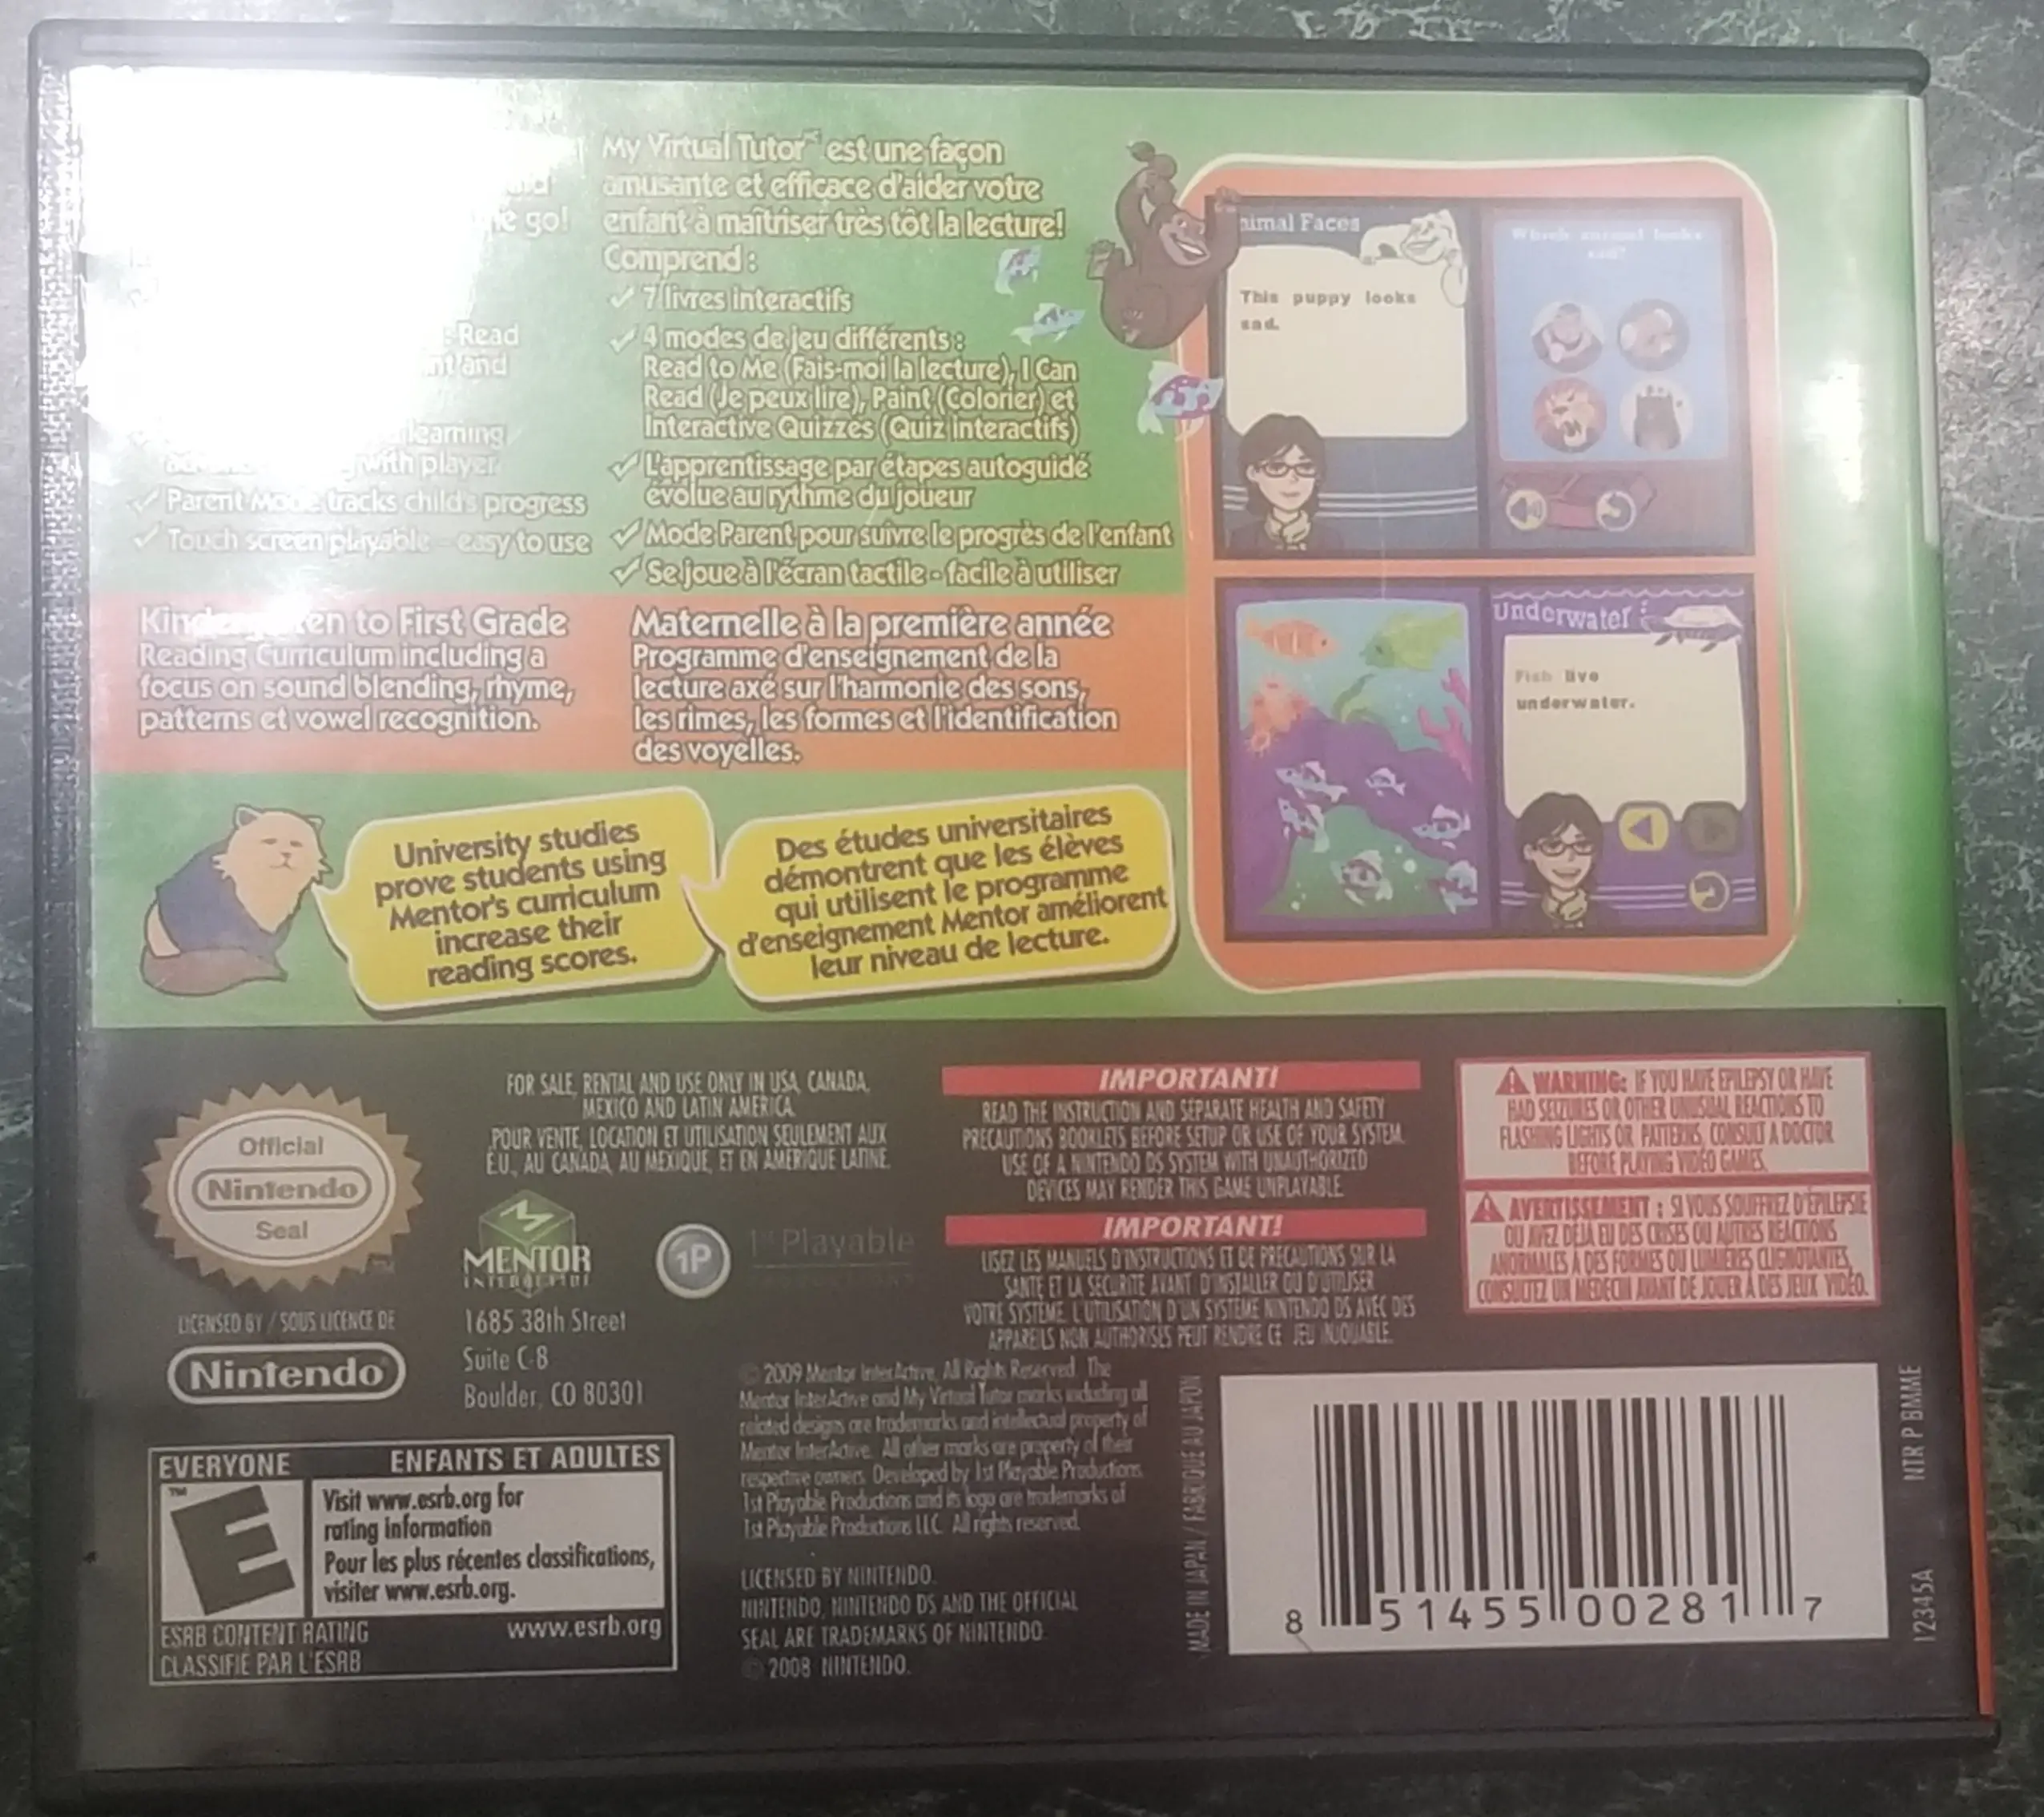 go!
Read
and
learning
with player
✓ Parent tracks child's progress
✓ Touch screen playable - easy to use
My Virtual Tutor est une façon
amusante et efficace d'aider votre
enfant à maîtriser très tôt la lecture!
Comprend :
✓ 7 livres interactifs
✓ 4 modes de jeu différents :
Read to Me (Fais-moi la lecture), I Can
Read (Je peux lire), Paint (Colorier) et
Interactive Quizzes (Quiz interactifs)
✓ L'apprentissage par étapes autoguidé
évolue au rythme du joueur
✓ Mode Parent pour suivre le progrès de l'enfant
✓ Se joue à l'écran tactile - facile à utiliser
nimal Faces
This puppy looks
sad.
Which animal looks
Underwater
Fish live
underwater.
to First Grade
Reading Curriculum including a
focus on sound blending, rhyme,
patterns et vowel recognition.
Maternelle à la première année
Programme d'enseignement de la
lecture axé sur l'harmonie des sons,
les rimes, les formes et l'identification
des voyelles.
University studies
prove students using
Mentor's curriculum
increase their
reading scores.
Des études universitaires
démontrent que les élèves
qui utilisent le programme
d'enseignement Mentor améliorent
leur niveau de lecture.
Official
Nintendo
Seal
LICENSED BY / SOUS LICENCE DE
Nintendo
FOR SALE, RENTAL AND USE ONLY IN USA, CANADA,
MEXICO AND LATIN AMERICA.
POUR VENTE, LOCATION ET UTILISATION SEULEMENT AUX
É.U., AU CANADA, AU MEXIQUE, ET EN AMÉRIQUE LATINE.
MENTOR
INTERACTIVE
1685 38th Street
Suite C-8
Boulder, CO 80301
1P
1st Playable
PRODUCTIONS
IMPORTANT!
READ THE INSTRUCTION AND SEPARATE HEALTH AND SAFETY
PRECAUTIONS BOOKLETS BEFORE SETUP OR USE OF YOUR SYSTEM.
USE OF A NINTENDO DS SYSTEM WITH UNAUTHORIZED
DEVICES MAY RENDER THIS GAME UNPLAYABLE.
IMPORTANT!
LISEZ LES MANUELS D'INSTRUCTIONS ET DE PRÉCAUTIONS SUR LA
SANTÉ ET LA SÉCURITÉ AVANT D'INSTALLER OU D'UTILISER
VOTRE SYSTÈME. L'UTILISATION D'UN SYSTÈME NINTENDO DS AVEC DES
APPAREILS NON AUTHORISÉS PEUT RENDRE CE JEU INJOUABLE.
WARNING: IF YOU HAVE EPILEPSY OR HAVE
HAD SEIZURES OR OTHER UNUSUAL REACTIONS TO
FLASHING LIGHTS OR PATTERNS, CONSULT A DOCTOR
BEFORE PLAYING VIDEO GAMES.
AVERTISSEMENT : SI VOUS SOUFFREZ D'ÉPILEPSIE
OU AVEZ DÉJÀ EU DES CRISES OU AUTRES RÉACTIONS
ANORMALES À DES FORMES OU LUMIÈRES CLIGNOTANTES,
CONSULTEZ UN MÉDECIN AVANT DE JOUER À DES JEUX VIDÉO.
© 2009 Mentor InterActive, All Rights Reserved. The
Mentor InterActive and My Virtual Tutor marks including all
related designs are trademarks and intellectual property of
Mentor InterActive. All other marks are property of their
respective owners. Developed by 1st Playable Productions.
1st Playable Productions and its logo are trademarks of
1st Playable Productions LLC. All rights reserved.
LICENSED BY NINTENDO.
NINTENDO, NINTENDO DS AND THE OFFICIAL
SEAL ARE TRADEMARKS OF NINTENDO.
© 2008 NINTENDO.
EVERYONE ENFANTS ET ADULTES
E
Visit www.esrb.org for
rating information
Pour les plus récentes classifications,
visiter www.esrb.org.
ESRB CONTENT RATING www.esrb.org
CLASSIFIÉ PAR L'ESRB
MADE IN JAPAN / FABRIQUÉ AU JAPON
8 51455 00281 7
NTR P BMME
12345A